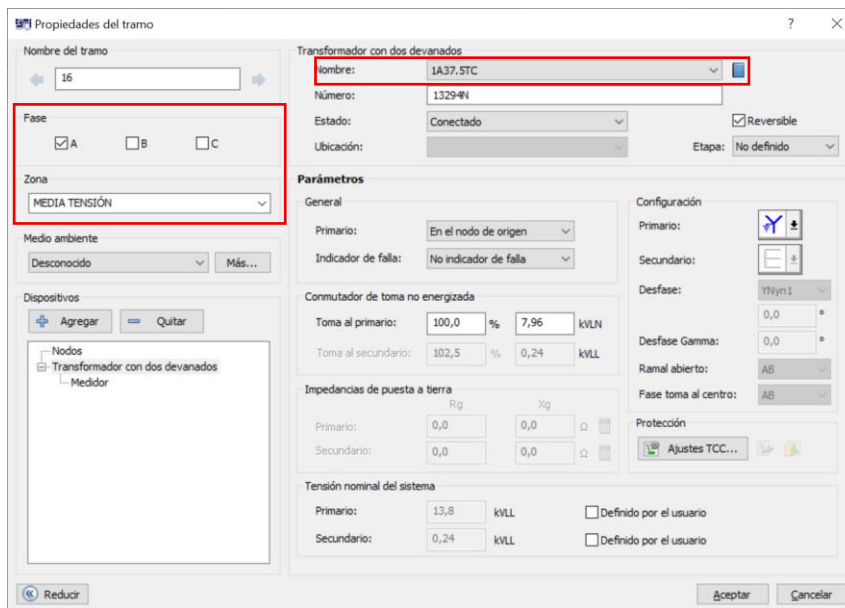 Propiedades del tramo
? ×
Nombre del tramo
16
Fase
A B C
Zona
MEDIA TENSIÓN
Medio ambiente
Desconocido Más...
Dispositivos
Agregar Quitar
Nodos
Transformador con dos devanados
Medidor
Transformador con dos devanados
Nombre: 1A37.5TC
Número: 13294N
Estado: Conectado Reversible
Ubicación: Etapa: No definido
Parámetros
General
Primario: En el nodo de origen
Indicador de falla: No indicador de falla
Conmutador de toma no energizada
Toma al primario: 100,0 % 7,96 kVLN
Toma al secundario: 102,5 % 0,24 kVLL
Impedancias de puesta a tierra
Rg Xg
Primario: 0,0 0,0 Ω
Secundario: 0,0 0,0 Ω
Configuración
Primario:
Secundario:
Desfase: YNyn1
0,0 °
Desfase Gamma: 0,0 °
Ramal abierto: AB
Fase toma al centro: AB
Protección
Ajustes TCC...
Tensión nominal del sistema
Primario: 13,8 kVLL Definido por el usuario
Secundario: 0,24 kVLL Definido por el usuario
Reducir Aceptar Cancelar